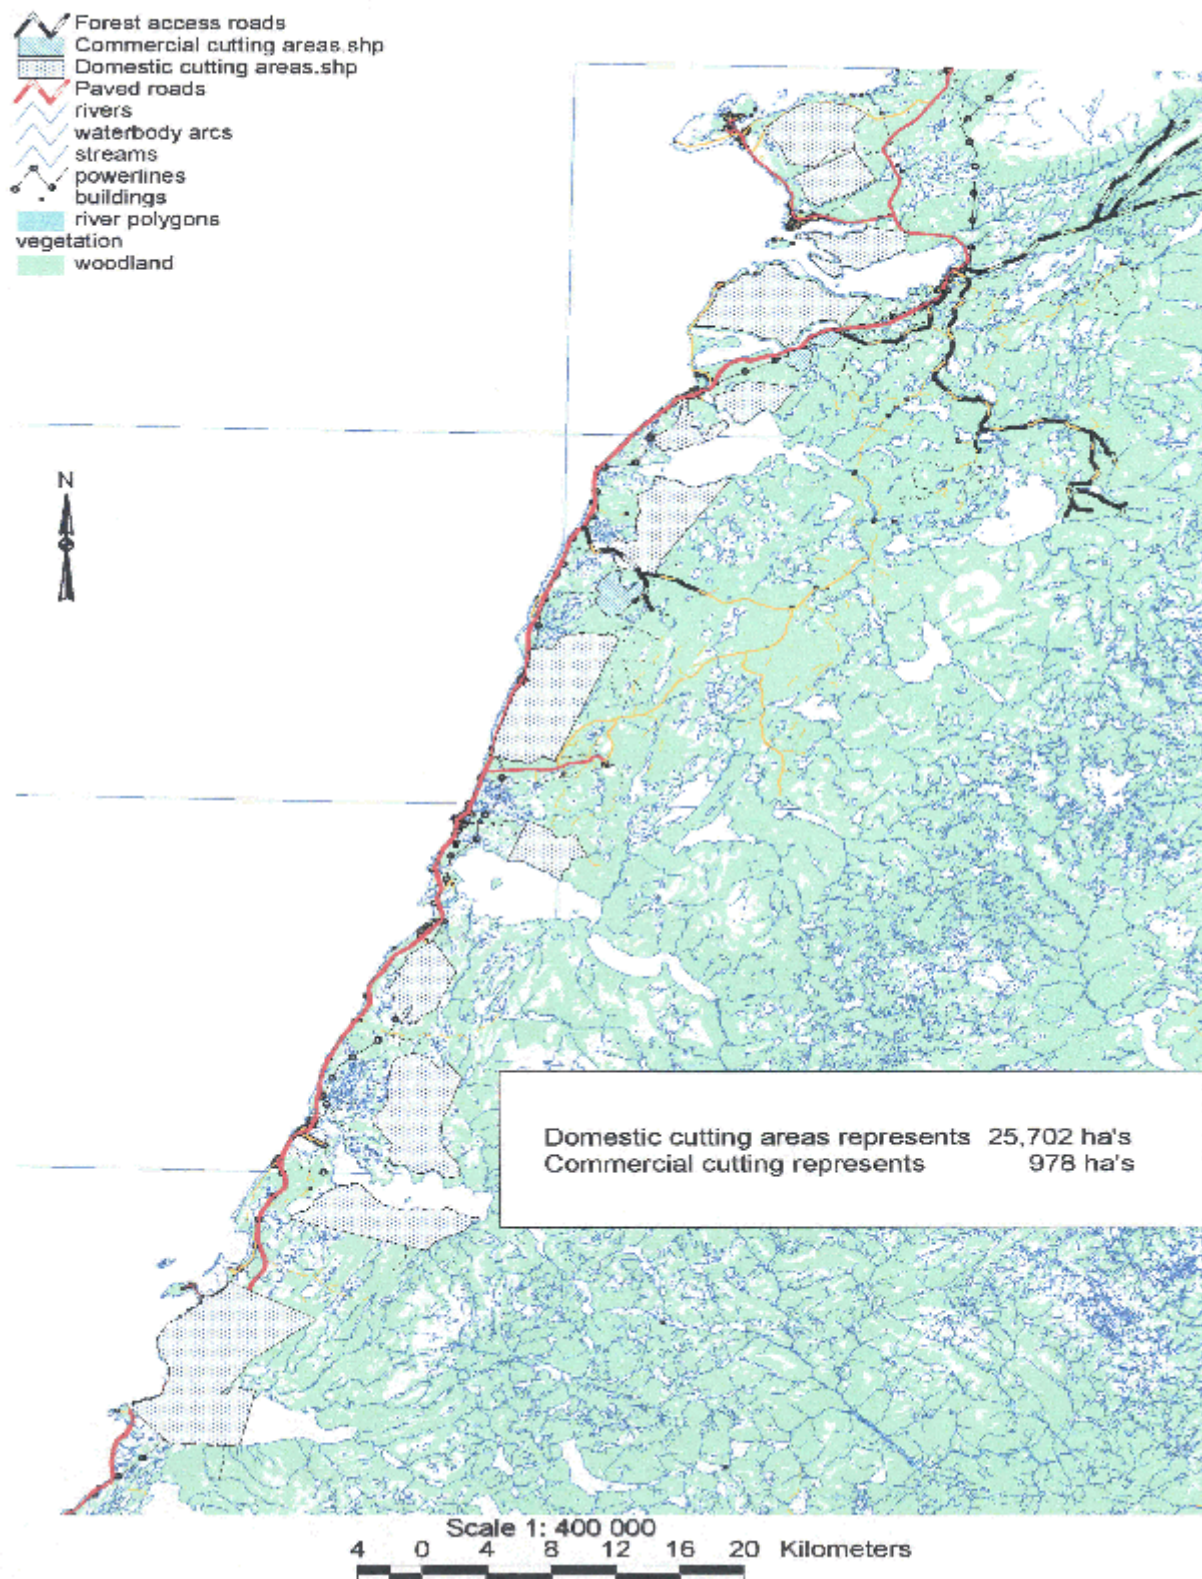 Forest access roads
Commercial cutting areas.shp
Domestic cutting areas.shp
Paved roads
rivers
waterbody arcs
streams
powerlines
buildings
river polygons
vegetation
woodland
N
Domestic cutting areas represents 25,702 ha's
Commercial cutting represents 978 ha's
Scale 1: 400 000
4 0 4 8 12 16 20 Kilometers